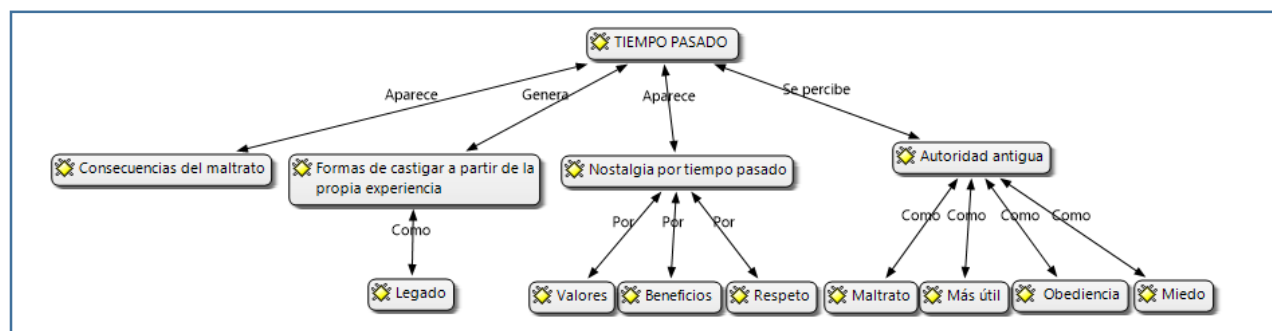 TIEMPO PASADO
Aparece
Genera
Aparece
Se percibe
Consecuencias del maltrato
Formas de castigar a partir de la
propia experiencia
Nostalgia por tiempo pasado
Autoridad antigua
Como
Por
Por
Por
Como
Como
Como
Como
Legado
Valores
Beneficios
Respeto
Maltrato
Más útil
Obediencia
Miedo